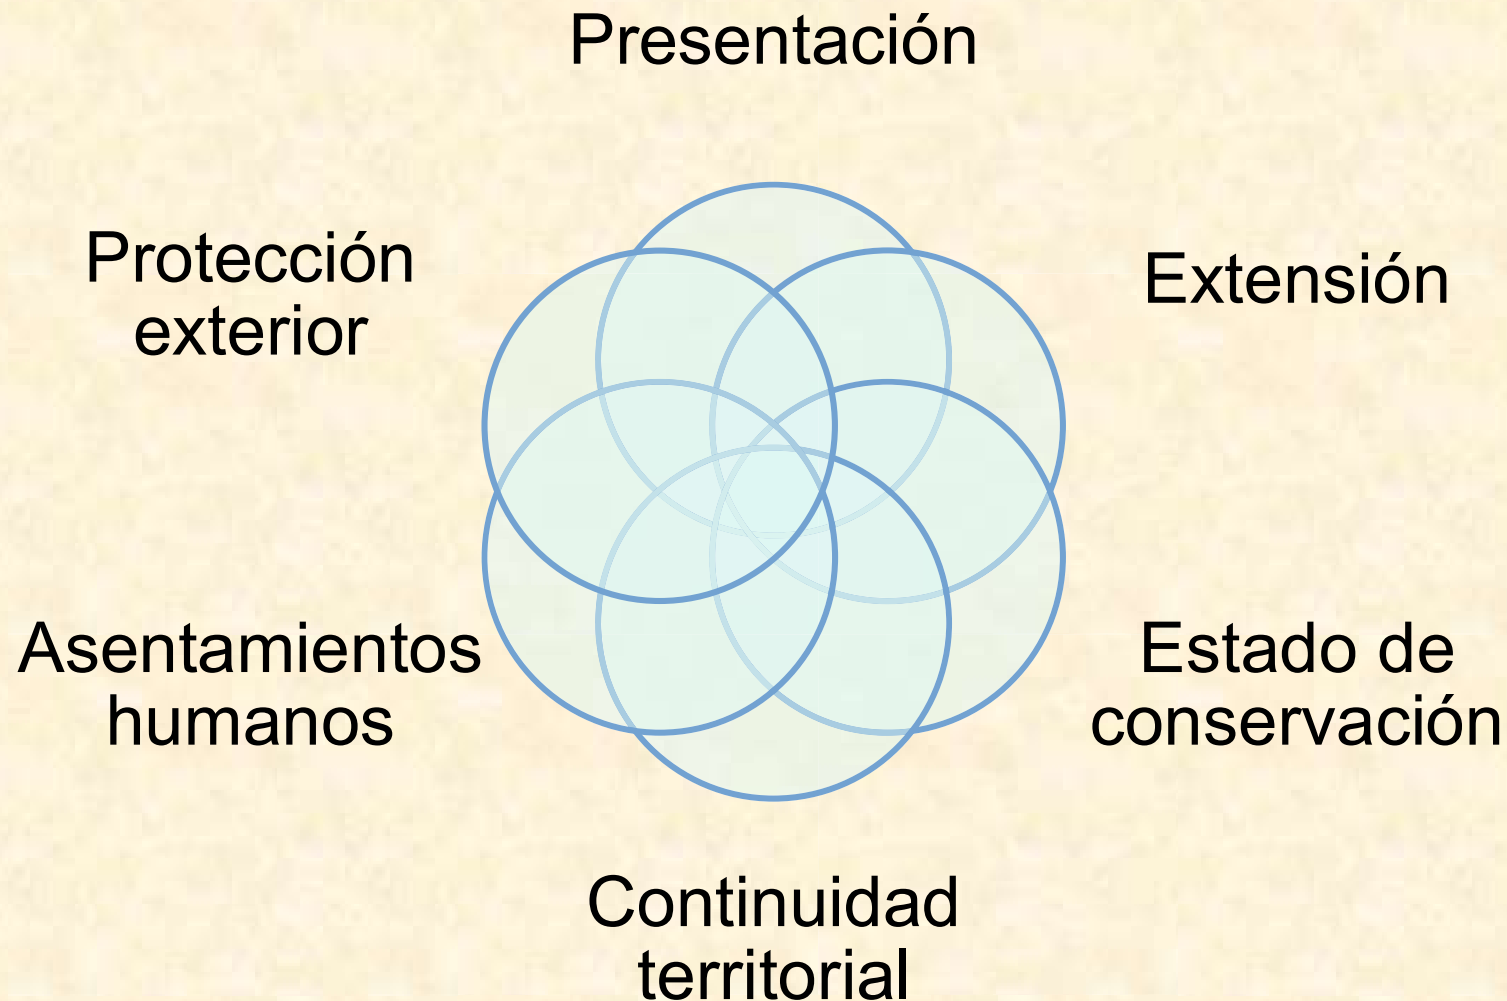 Presentación
Protección
exterior
Extensión
Asentamientos
humanos
Estado de
conservación
Continuidad
territorial